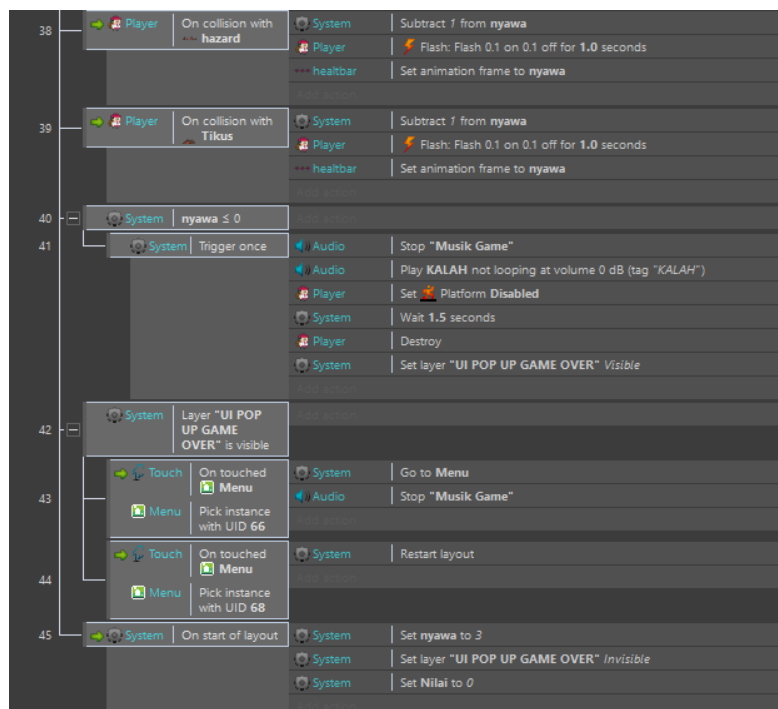 38 Player On collision with hazard System Subtract 1 from nyawa
Player Flash: Flash 0.1 on 0.1 off for 1.0 seconds
healtbar Set animation frame to nyawa
Add action
39 Player On collision with Tikus System Subtract 1 from nyawa
Player Flash: Flash 0.1 on 0.1 off for 1.0 seconds
healtbar Set animation frame to nyawa
Add action
40 System nyawa ≤ 0 Add action
41 System Trigger once Audio Stop "Musik Game"
Audio Play KALAH not looping at volume 0 dB (tag "KALAH")
Player Set Platform Disabled
System Wait 1.5 seconds
Player Destroy
System Set layer "UI POP UP GAME OVER" Visible
Add action
42 System Layer "UI POP UP GAME OVER" is visible Add action
43 Touch On touched Menu System Go to Menu
Menu Pick instance with UID 66 Audio Stop "Musik Game"
Add action
44 Touch On touched Menu System Restart layout
Menu Pick instance with UID 68 Add action
45 System On start of layout System Set nyawa to 3
System Set layer "UI POP UP GAME OVER" Invisible
System Set Nilai to 0
Add action